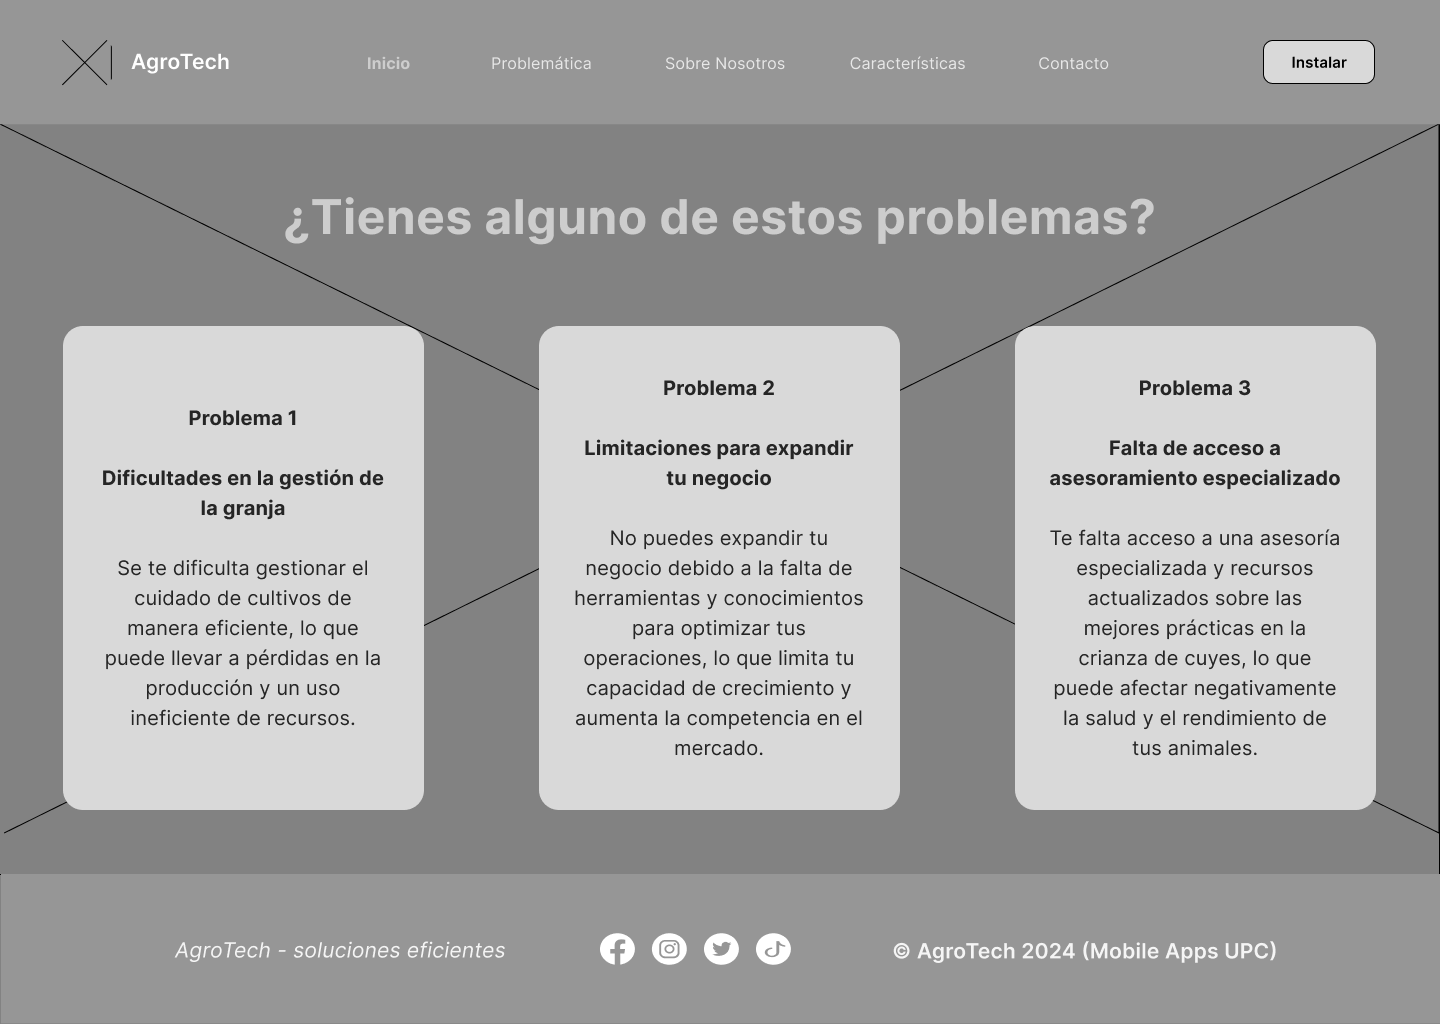 AgroTech
Inicio
Problemática
Sobre Nosotros
Características
Contacto
Instalar
¿Tienes alguno de estos problemas?
Problema 1
Dificultades en la gestión de
la granja
Se te dificulta gestionar el
cuidado de cultivos de
manera eficiente, lo que
puede llevar a pérdidas en la
producción y un uso
ineficiente de recursos.
Problema 2
Limitaciones para expandir
tu negocio
No puedes expandir tu
negocio debido a la falta de
herramientas y conocimientos
para optimizar tus
operaciones, lo que limita tu
capacidad de crecimiento y
aumenta la competencia en el
mercado.
Problema 3
Falta de acceso a
asesoramiento especializado
Te falta acceso a una asesoría
especializada y recursos
actualizados sobre las
mejores prácticas en la
crianza de cuyes, lo que
puede afectar negativamente
la salud y el rendimiento de
tus animales.
AgroTech - soluciones eficientes
© AgroTech 2024 (Mobile Apps UPC)